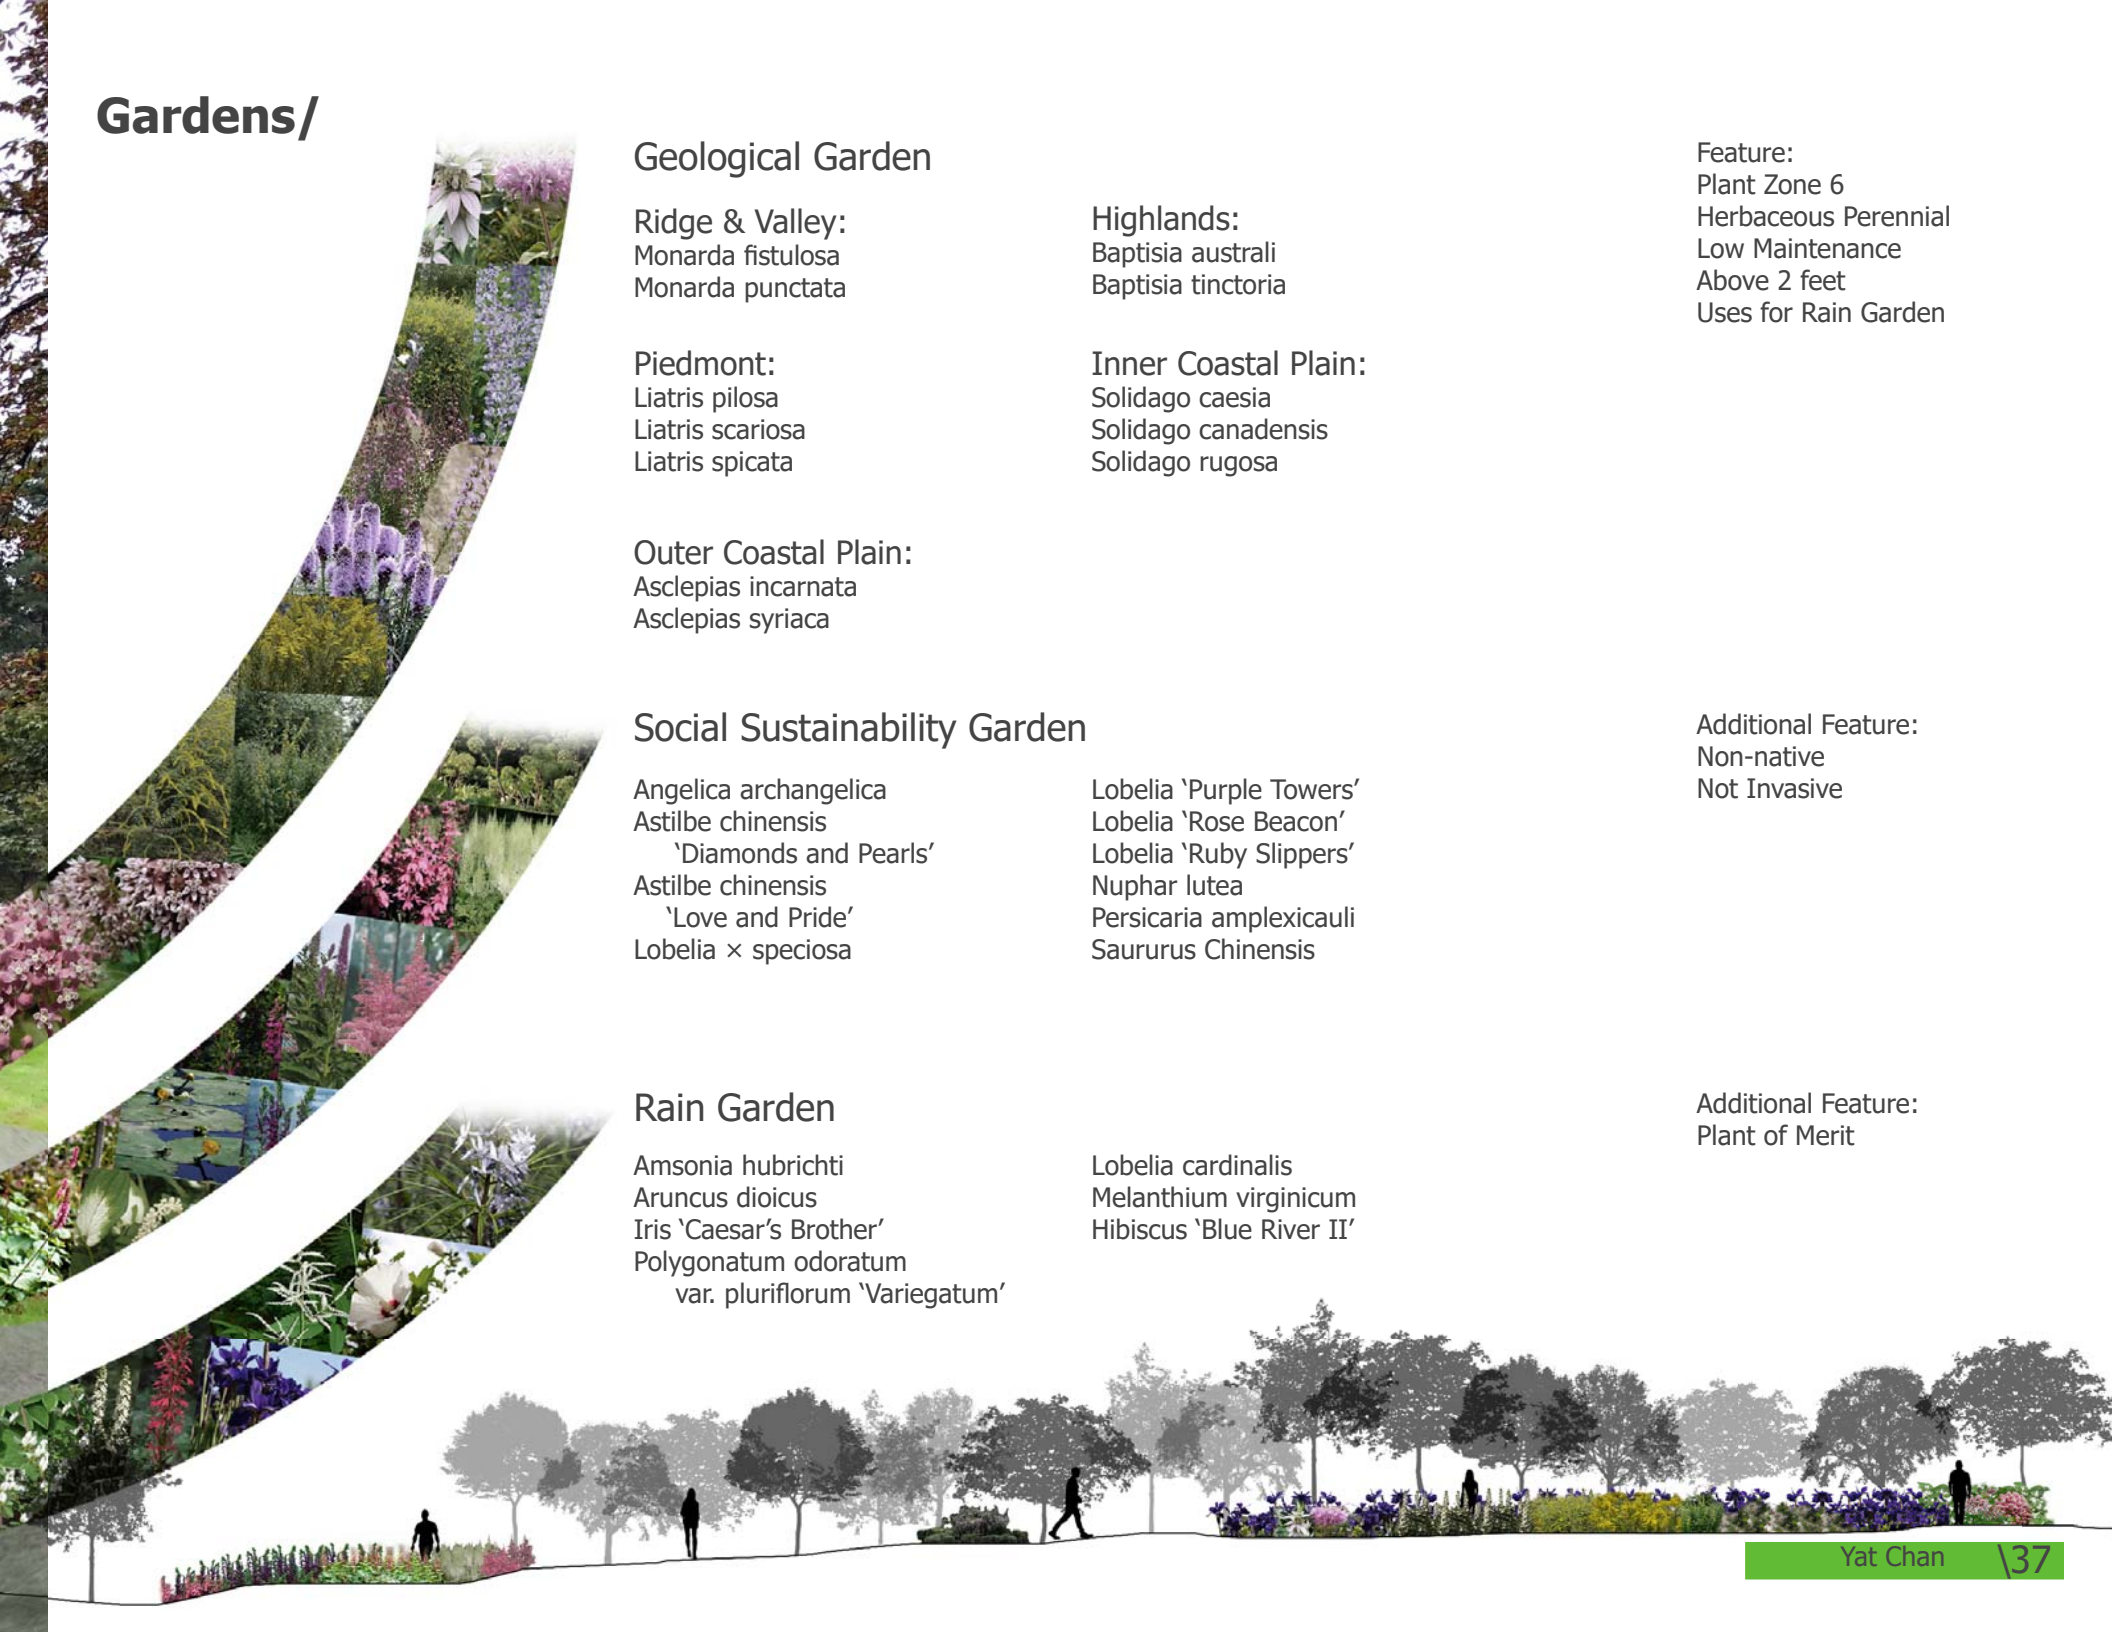 Gardens/
Geological Garden
Ridge & Valley:
Monarda fistulosa
Monarda punctata
Highlands:
Baptisia australi
Baptisia tinctoria
Feature:
Plant Zone 6
Herbaceous Perennial
Low Maintenance
Above 2 feet
Uses for Rain Garden
Piedmont:
Liatris pilosa
Liatris scariosa
Liatris spicata
Inner Coastal Plain:
Solidago caesia
Solidago canadensis
Solidago rugosa
Outer Coastal Plain:
Asclepias incarnata
Asclepias syriaca
Social Sustainability Garden
Angelica archangelica
Astilbe chinensis
‘Diamonds and Pearls’
Astilbe chinensis
‘Love and Pride’
Lobelia × speciosa
Lobelia ‘Purple Towers’
Lobelia ‘Rose Beacon’
Lobelia ‘Ruby Slippers’
Nuphar lutea
Persicaria amplexicauli
Saururus Chinensis
Additional Feature:
Non-native
Not Invasive
Rain Garden
Amsonia hubrichti
Aruncus dioicus
Iris ‘Caesar’s Brother’
Polygonatum odoratum
var. pluriflorum ‘Variegatum’
Lobelia cardinalis
Melanthium virginicum
Hibiscus ‘Blue River II’
Additional Feature:
Plant of Merit
Yat Chan \37